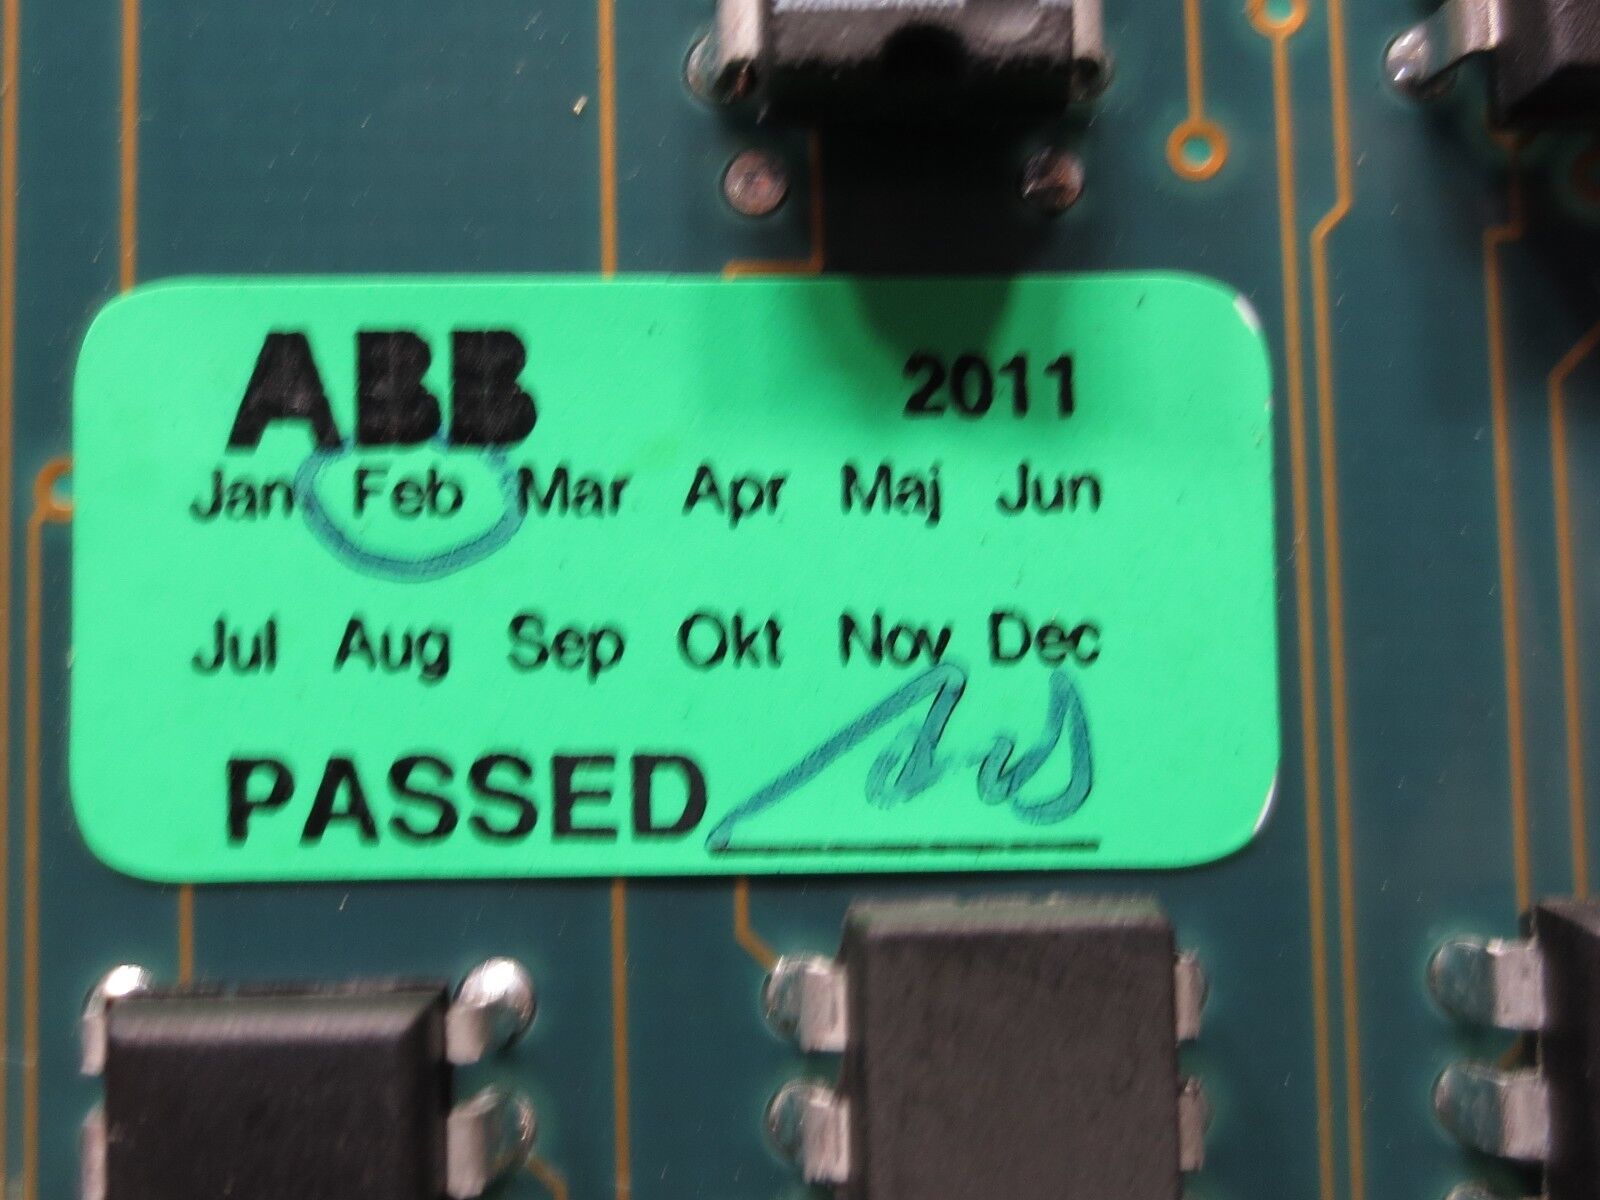 ABB 2011
Jan Feb Mar Apr Maj Jun
Jul Aug Sep Okt Nov Dec
PASSED